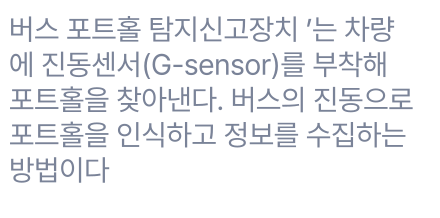 버스 포트홀 탐지신고장치 ’는 차량
에 진동센서(G-sensor)를 부착해
포트홀을 찾아낸다. 버스의 진동으로
포트홀을 인식하고 정보를 수집하는
방법이다